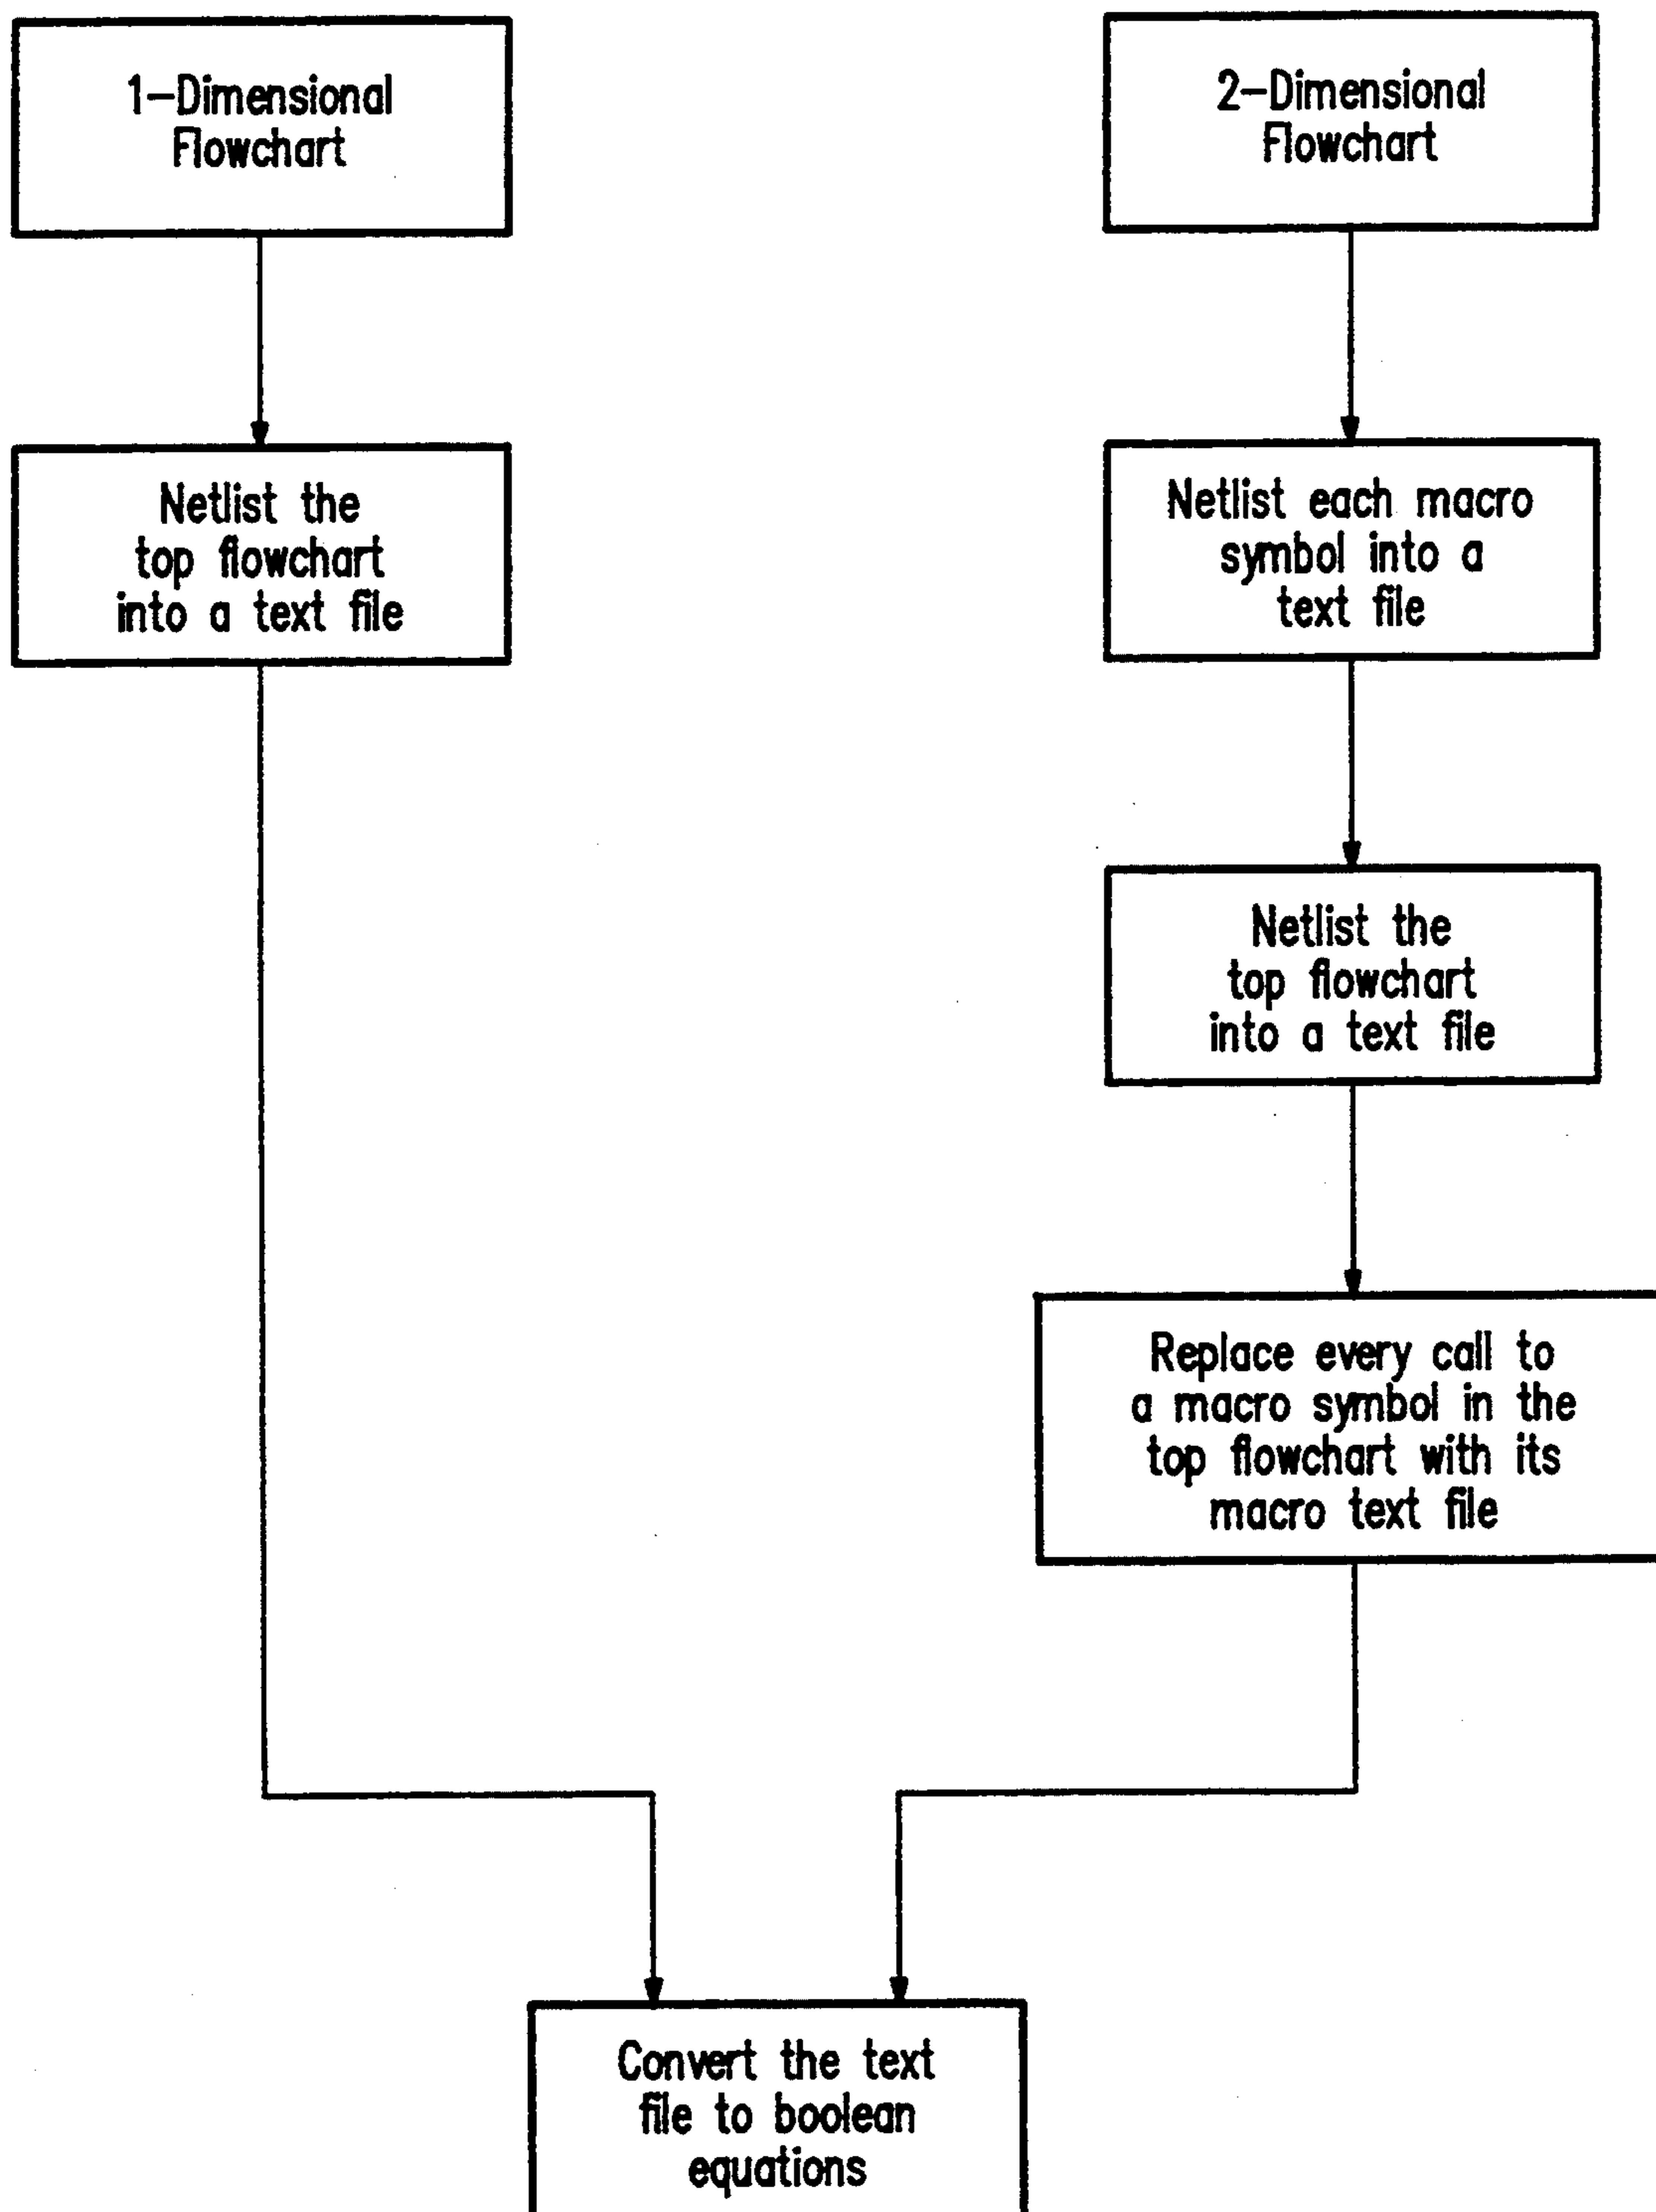 1-Dimensional
Flowchart
2-Dimensional
Flowchart
Netlist the
top flowchart
into a text file
Netlist each macro
symbol into a
text file
Netlist the
top flowchart
into a text file
Replace every call to
a macro symbol in the
top flowchart with its
macro text file
Convert the text
file to boolean
equations